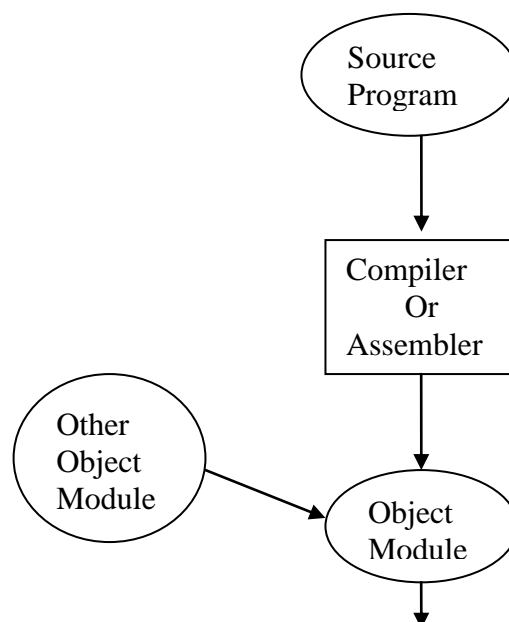 Source
Program
Compiler
Or
Assembler
Other
Object
Module
Object
Module